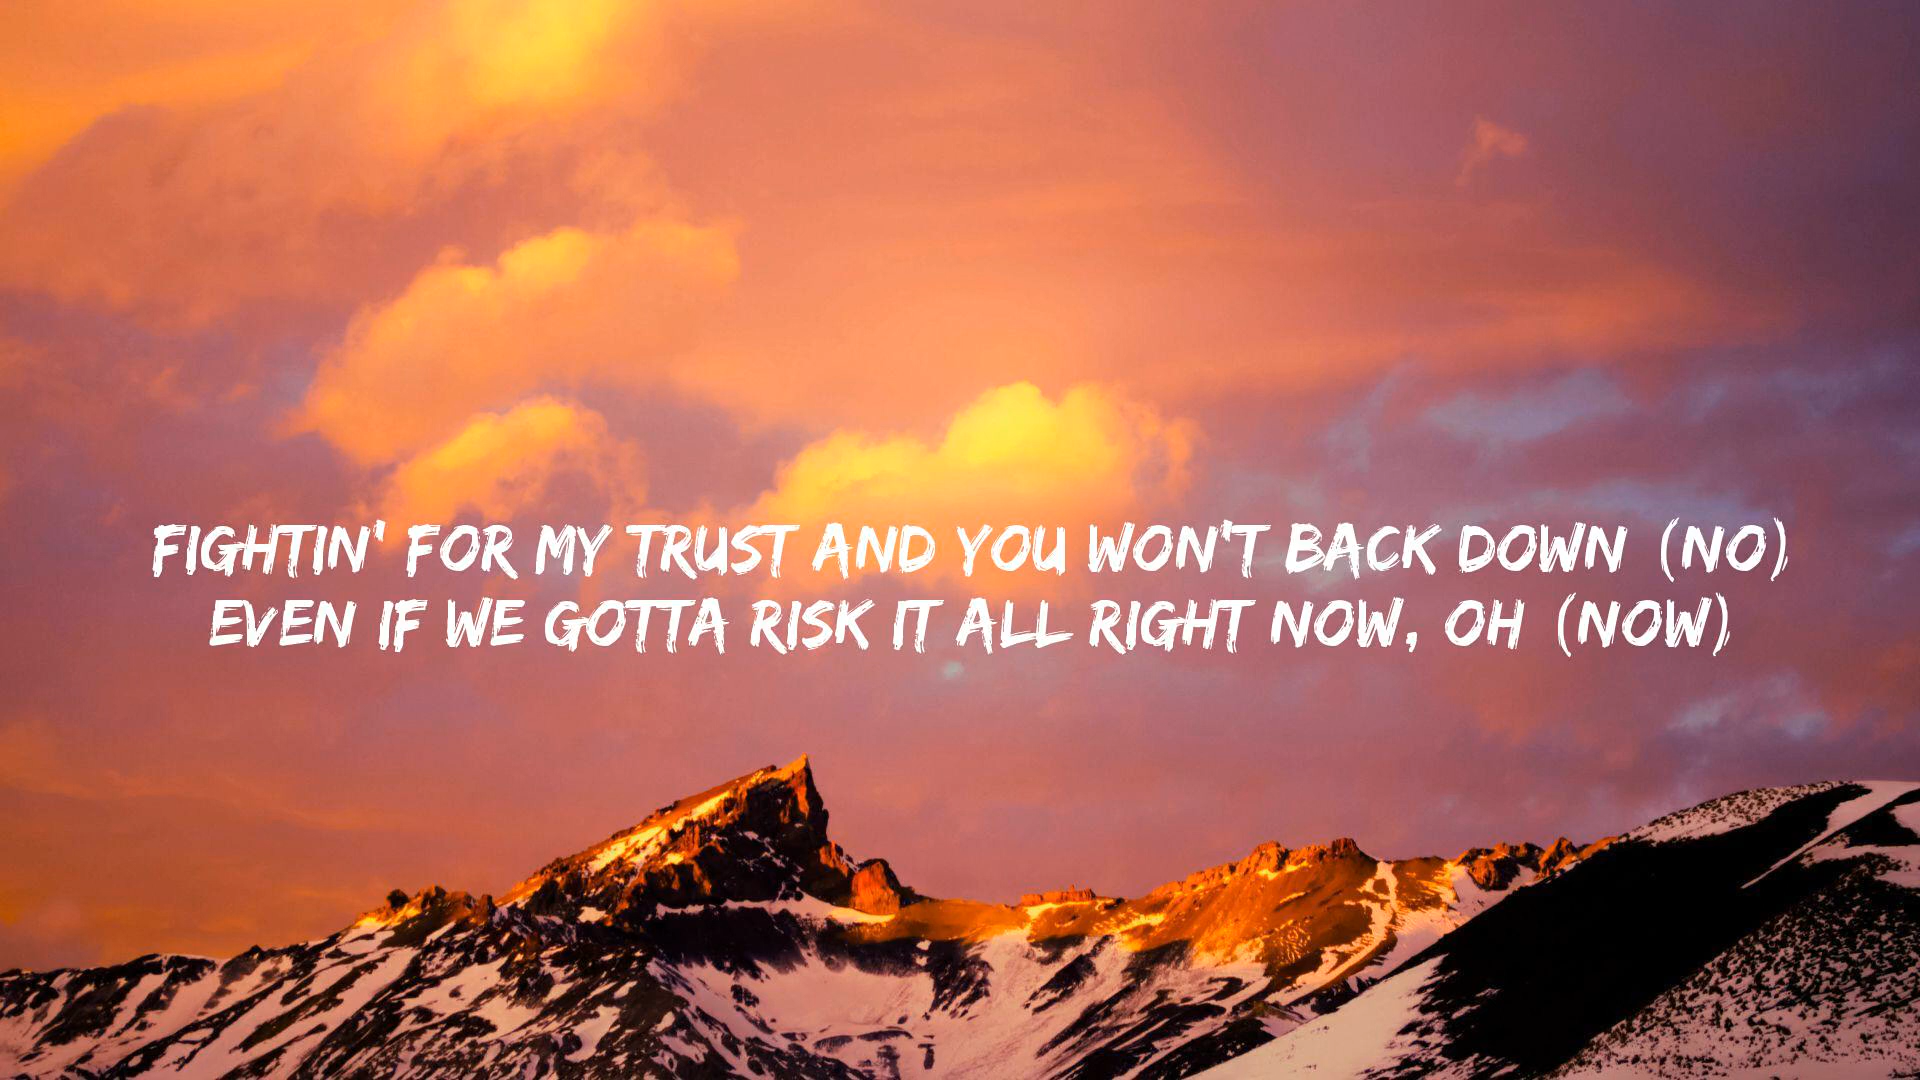 FIGHTIN' FOR MY TRUST AND YOU WON'T BACK DOWN (NO)
EVEN IF WE GOTTA RISK IT ALL RIGHT NOW, OH (NOW)